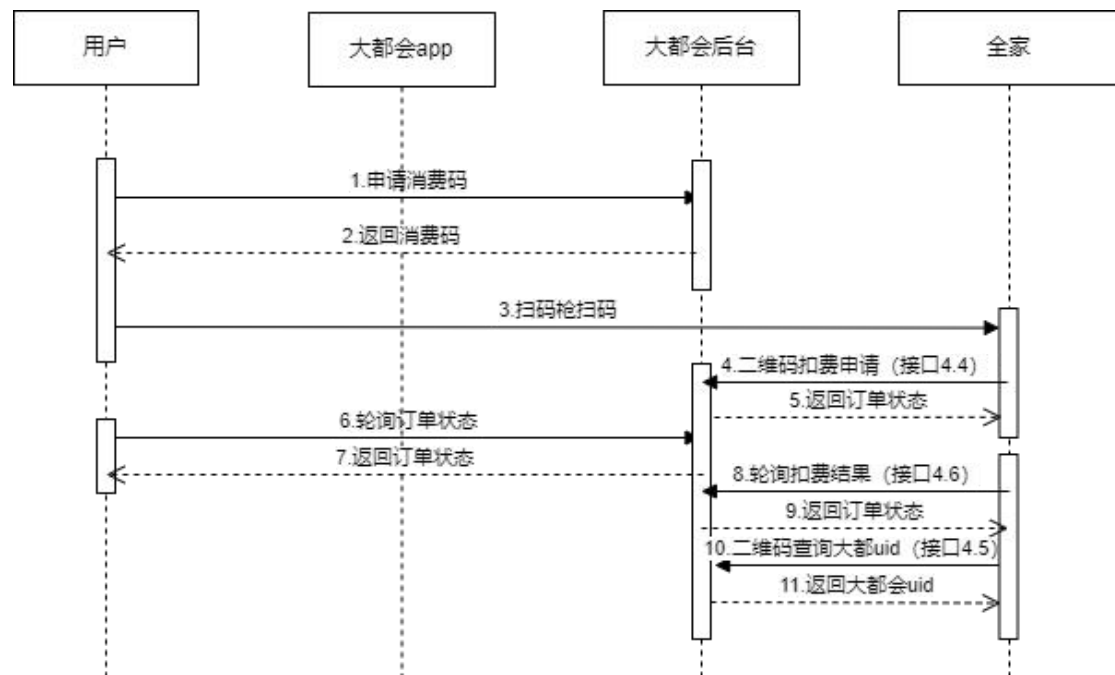 用户
大都会app
大都会后台
全家
1.申请消费码
2.返回消费码
3.扫码枪扫码
4.二维码扣费申请（接口4.4）
5.返回订单状态
6.轮询订单状态
7.返回订单状态
8.轮询扣费结果（接口4.6）
9.返回订单状态
10.二维码查询大都uid（接口4.5）
11.返回大都会uid